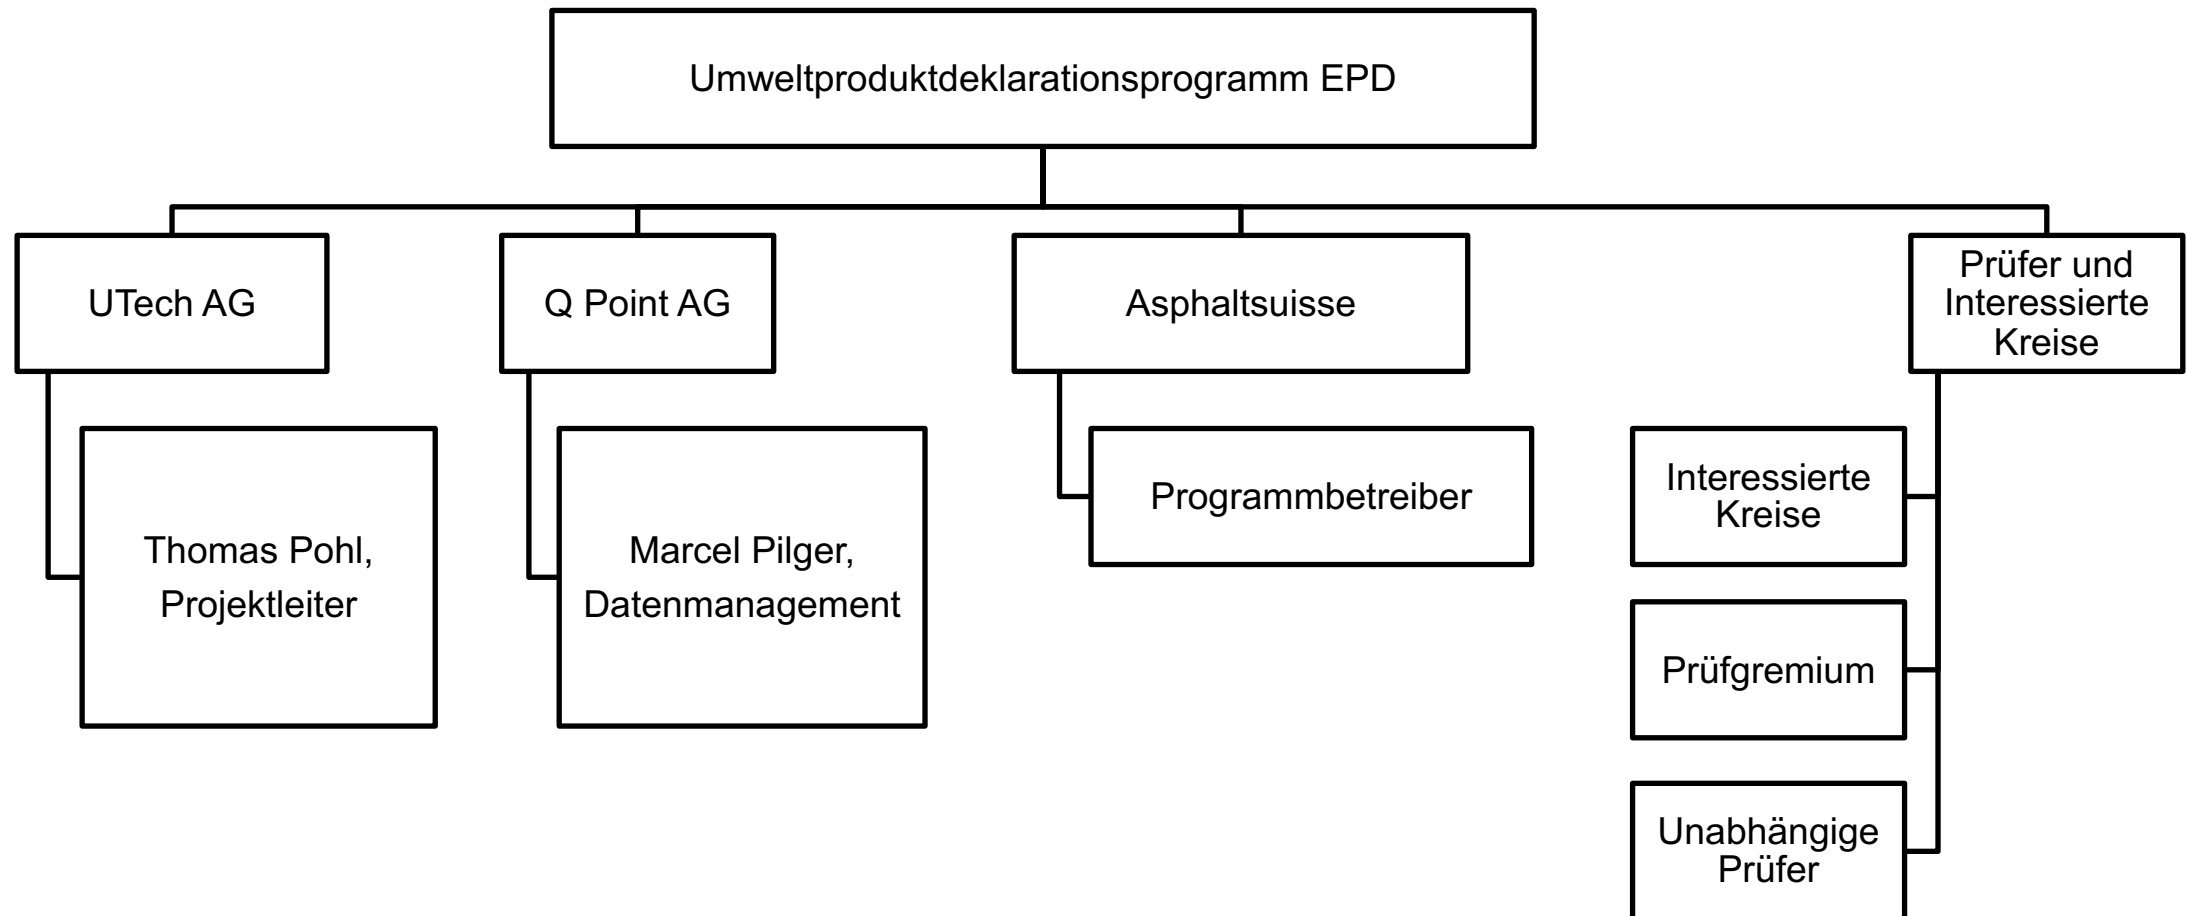 Umweltproduktdeklarationsprogramm EPD
UTech AG
Q Point AG
Asphaltsuisse
Prüfer und
Interessierte
Kreise
Thomas Pohl,
Projektleiter
Marcel Pilger,
Datenmanagement
Programmbetreiber
Interessierte
Kreise
Prüfgremium
Unabhängige
Prüfer